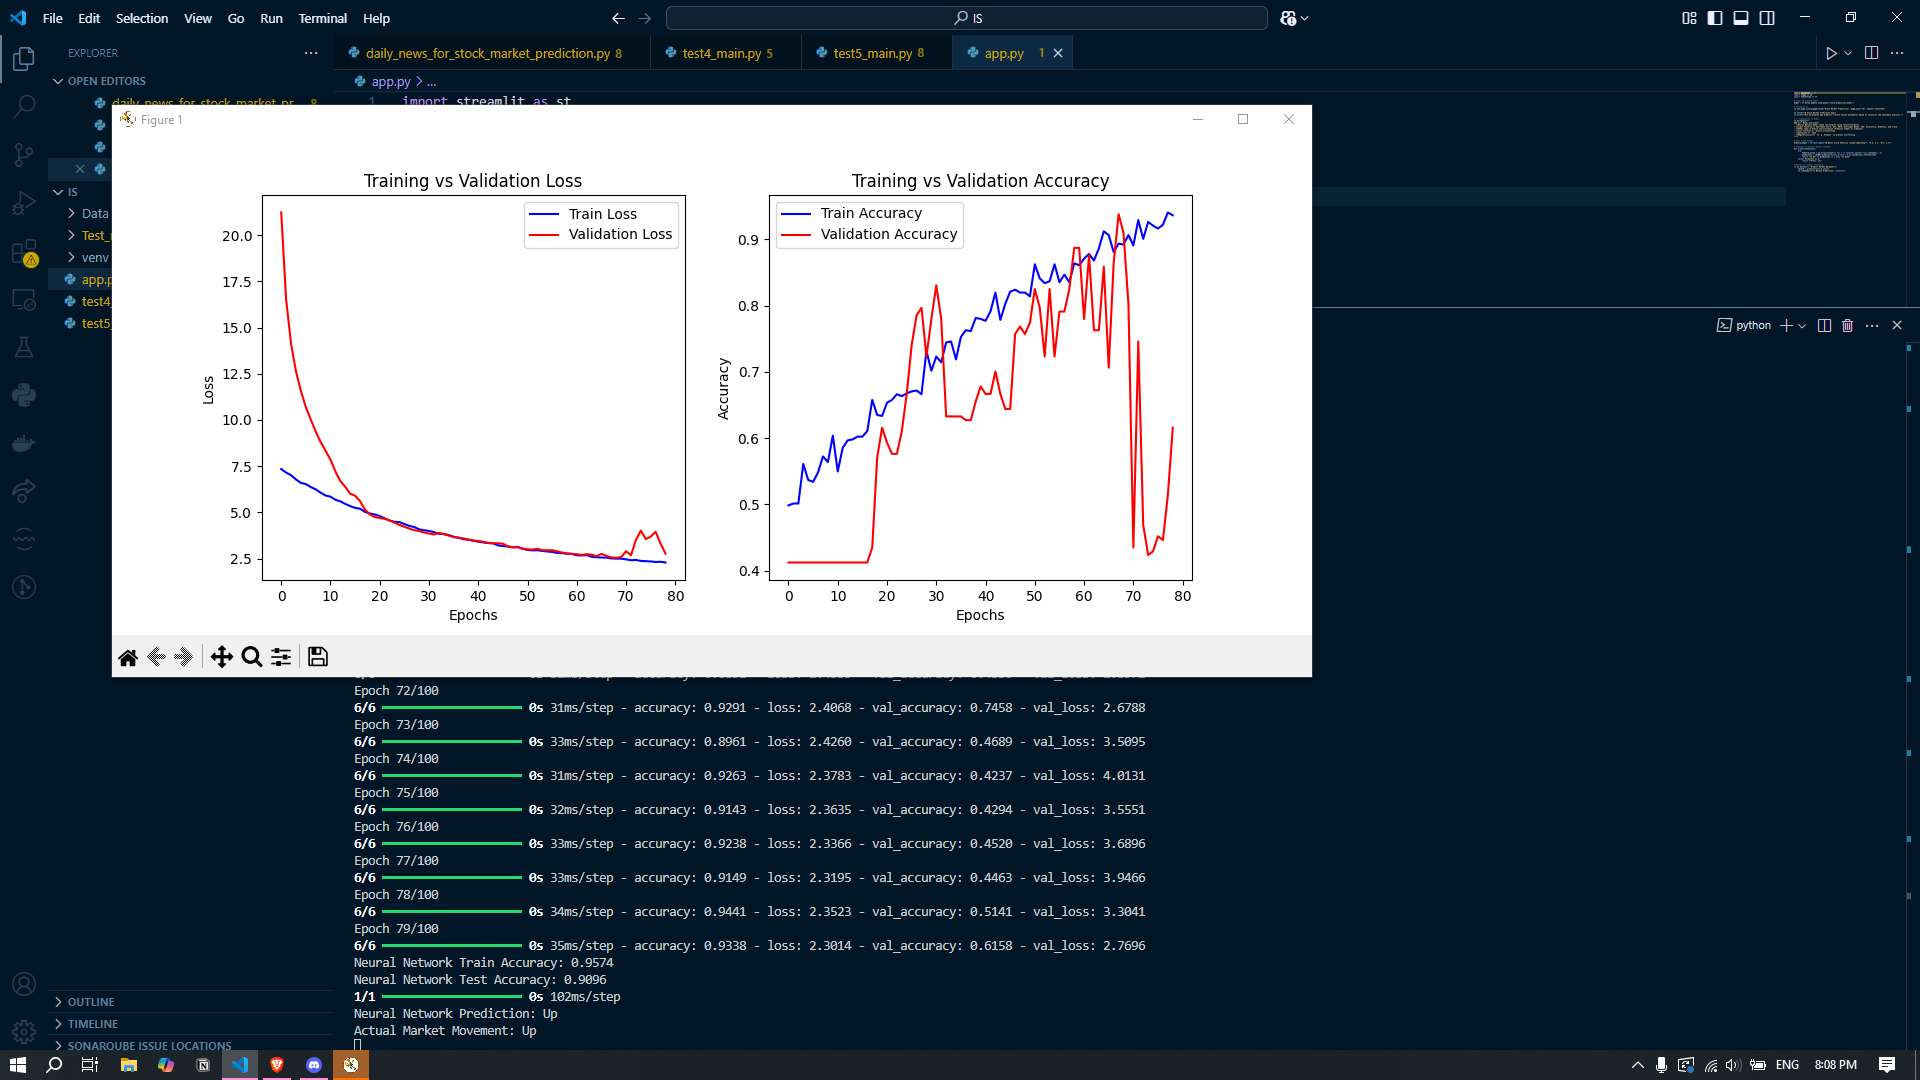 File Edit Selection View Go Run Terminal Help
IS
EXPLORER
daily_news_for_stock_market_prediction.py 8
test4_main.py 5
test5_main.py 8
app.py 1
OPEN EDITORS
app.py > ...
daily_news_for_stock_market_pr... 8
1 import streamlit as st
Figure 1
IS
Data
Test_
venv
app.p
test4
test5
python
Training vs Validation Loss
Train Loss
Validation Loss
20.0
17.5
15.0
12.5
10.0
7.5
5.0
2.5
Loss
0 10 20 30 40 50 60 70 80
Epochs
Training vs Validation Accuracy
Train Accuracy
Validation Accuracy
0.9
0.8
0.7
0.6
0.5
0.4
Accuracy
0 10 20 30 40 50 60 70 80
Epochs
Epoch 72/100
6/6 0s 31ms/step - accuracy: 0.9291 - loss: 2.4068 - val_accuracy: 0.7458 - val_loss: 2.6788
Epoch 73/100
6/6 0s 33ms/step - accuracy: 0.8961 - loss: 2.4260 - val_accuracy: 0.4689 - val_loss: 3.5095
Epoch 74/100
6/6 0s 31ms/step - accuracy: 0.9263 - loss: 2.3783 - val_accuracy: 0.4237 - val_loss: 4.0131
Epoch 75/100
6/6 0s 32ms/step - accuracy: 0.9143 - loss: 2.3635 - val_accuracy: 0.4294 - val_loss: 3.5551
Epoch 76/100
6/6 0s 33ms/step - accuracy: 0.9238 - loss: 2.3366 - val_accuracy: 0.4520 - val_loss: 3.6896
Epoch 77/100
6/6 0s 33ms/step - accuracy: 0.9149 - loss: 2.3195 - val_accuracy: 0.4463 - val_loss: 3.9466
Epoch 78/100
6/6 0s 34ms/step - accuracy: 0.9441 - loss: 2.3523 - val_accuracy: 0.5141 - val_loss: 3.3041
Epoch 79/100
6/6 0s 35ms/step - accuracy: 0.9338 - loss: 2.3014 - val_accuracy: 0.6158 - val_loss: 2.7696
Neural Network Train Accuracy: 0.9574
Neural Network Test Accuracy: 0.9096
1/1 0s 102ms/step
Neural Network Prediction: Up
Actual Market Movement: Up
OUTLINE
TIMELINE
SONARQUBE ISSUE LOCATIONS
ENG
8:08 PM